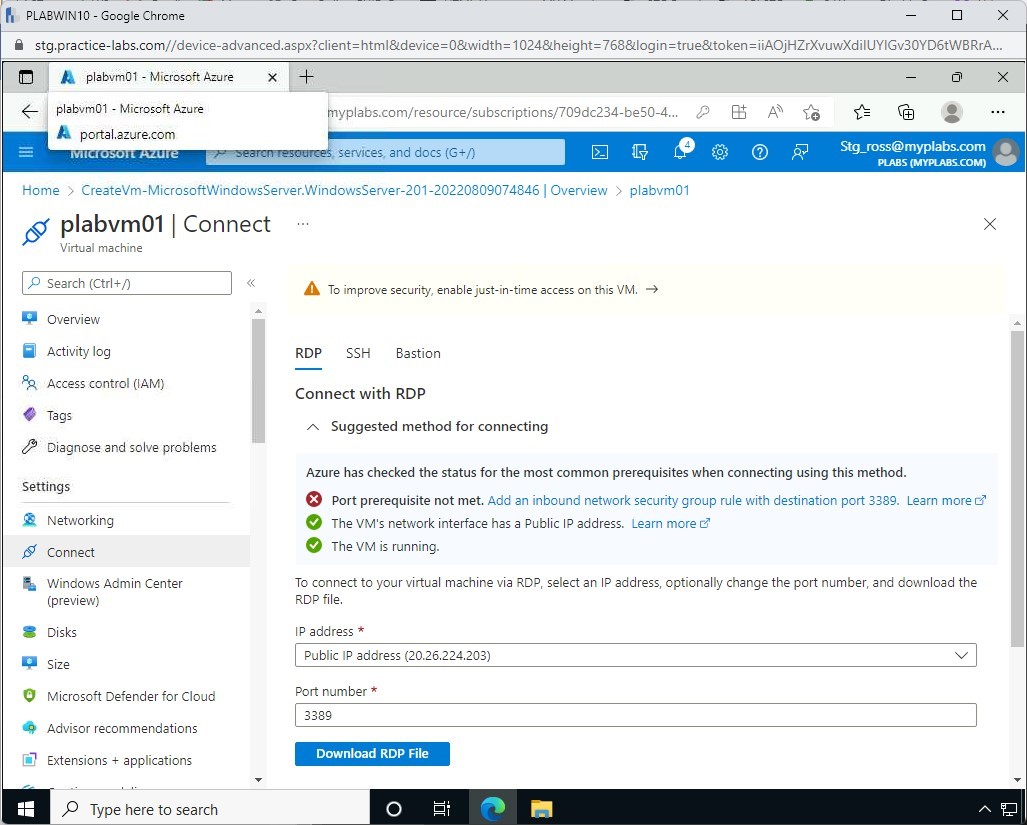 PLABWIN10 - Google Chrome
stg.practice-labs.com//device-advanced.aspx?client=html&device=0&width=1024&height=768&login=true&token=iiAOjHZrXvuwXdilUYIGv30YD6tWBRrA...
plabvm01 - Microsoft Azure
plabvm01 - Microsoft Azure
portal.azure.com
myplabs.com/resource/subscriptions/709dc234-be50-4...
Microsoft Azure
Search resources, services, and docs (G+/)
4
Stg_ross@myplabs.com
PLABS (MYPLABS.COM)
Home > CreateVm-MicrosoftWindowsServer.WindowsServer-201-20220809074846 | Overview > plabvm01
plabvm01 | Connect ...
Virtual machine
Search (Ctrl+/)
«
Overview
Activity log
Access control (IAM)
Tags
Diagnose and solve problems
Settings
Networking
Connect
Windows Admin Center
(preview)
Disks
Size
Microsoft Defender for Cloud
Advisor recommendations
Extensions + applications
To improve security, enable just-in-time access on this VM. →
RDP SSH Bastion
Connect with RDP
Suggested method for connecting
Azure has checked the status for the most common prerequisites when connecting using this method.
Port prerequisite not met. Add an inbound network security group rule with destination port 3389. Learn more
The VM's network interface has a Public IP address. Learn more
The VM is running.
To connect to your virtual machine via RDP, select an IP address, optionally change the port number, and download the
RDP file.
IP address *
Public IP address (20.26.224.203)
Port number *
3389
Download RDP File
Type here to search